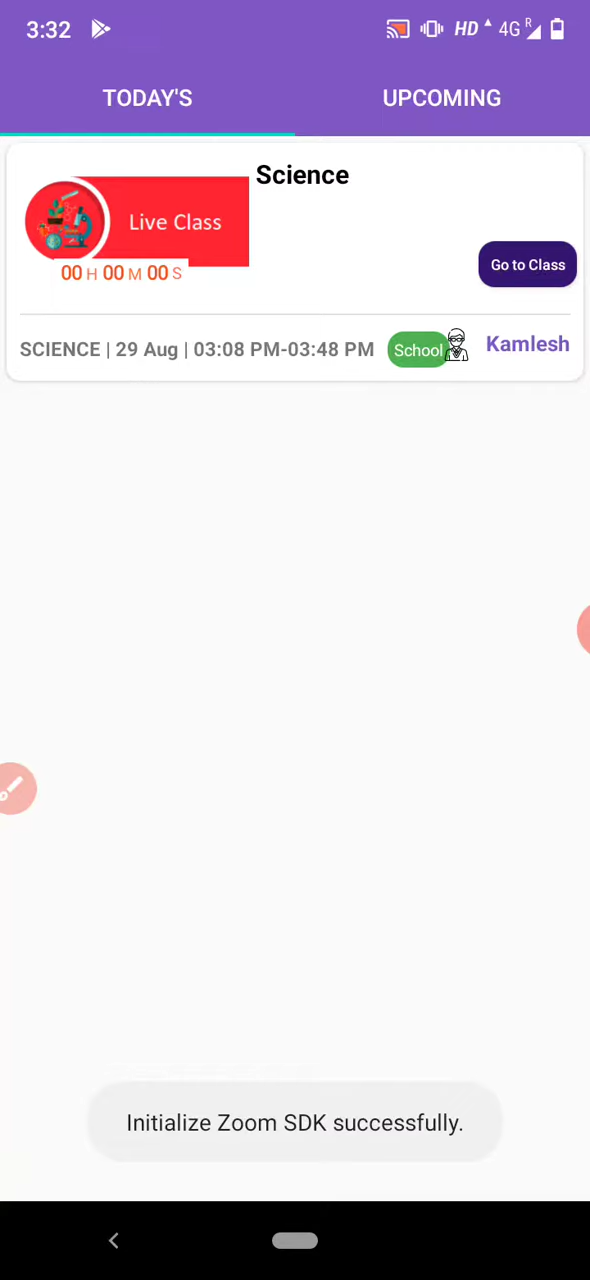 3:32 HD 4G R
TODAY'S UPCOMING
Science
Live Class
00 H 00 M 00 S
Go to Class
SCIENCE | 29 Aug | 03:08 PM-03:48 PM School Kamlesh
Initialize Zoom SDK successfully.